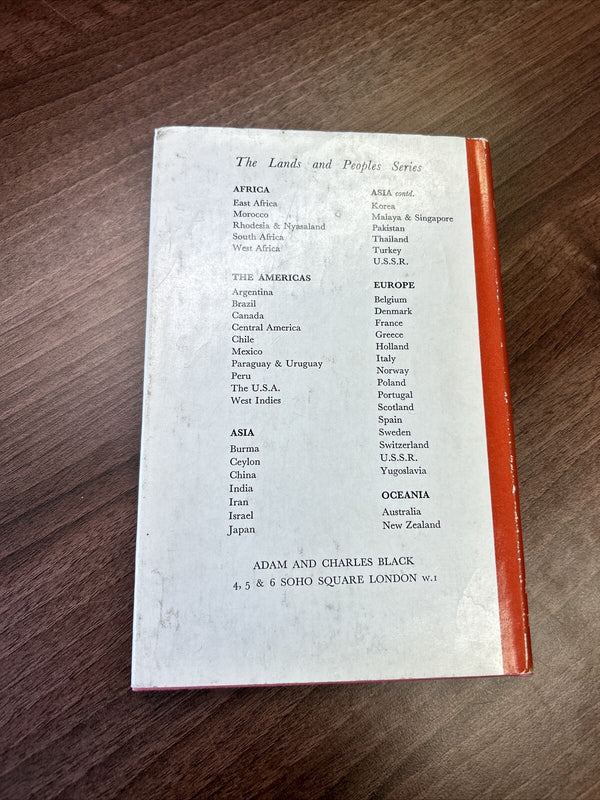 The Lands and Peoples Series
AFRICA
East Africa
Morocco
Rhodesia & Nyasaland
South Africa
West Africa
THE AMERICAS
Argentina
Brazil
Canada
Central America
Chile
Mexico
Paraguay & Uruguay
Peru
The U.S.A.
West Indies
ASIA
Burma
Ceylon
China
India
Iran
Israel
Japan
ASIA contd.
Korea
Malaya & Singapore
Pakistan
Thailand
Turkey
U.S.S.R.
EUROPE
Belgium
Denmark
France
Greece
Holland
Italy
Norway
Poland
Portugal
Scotland
Spain
Sweden
Switzerland
U.S.S.R.
Yugoslavia
OCEANIA
Australia
New Zealand
ADAM AND CHARLES BLACK
4, 5 & 6 SOHO SQUARE LONDON W.1